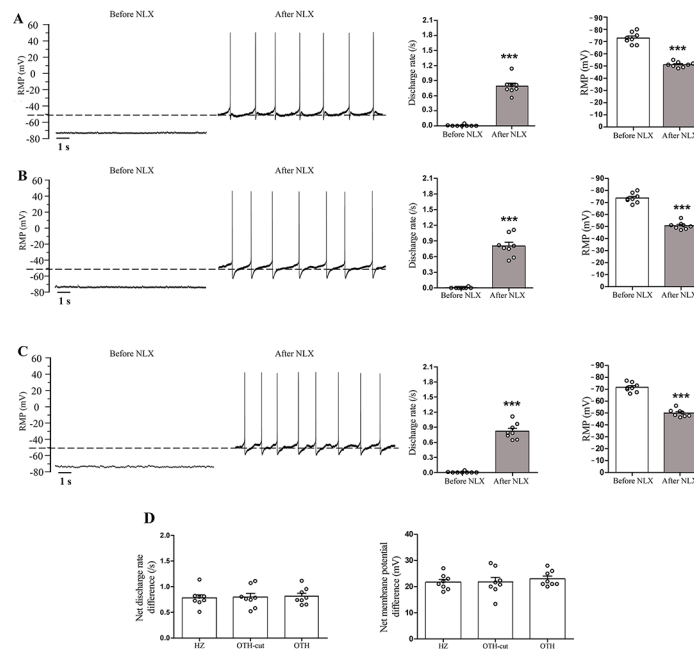 A
Before NLX
After NLX
RMP (mV)
60
40
20
0
-20
-40
-60
-80
1 s
Discharge rate (/s)
2.1
1.8
1.5
1.2
0.9
0.6
0.3
0.0
***
Before NLX
After NLX
RMP (mV)
- 90
- 80
- 70
- 60
- 50
- 40
- 30
- 20
- 10
0
***
Before NLX
After NLX
B
Before NLX
After NLX
RMP (mV)
60
40
20
0
-20
-40
-60
-80
1 s
Discharge rate (/s)
2.1
1.8
1.5
1.2
0.9
0.6
0.3
0.0
***
Before NLX
After NLX
RMP (mV)
- 90
- 80
- 70
- 60
- 50
- 40
- 30
- 20
- 10
0
***
Before NLX
After NLX
C
Before NLX
After NLX
RMP (mV)
60
40
20
0
-20
-40
-60
-80
1 s
Discharge rate (/s)
2.1
1.8
1.5
1.2
0.9
0.6
0.3
0.0
***
Before NLX
After NLX
RMP (mV)
- 90
- 80
- 70
- 60
- 50
- 40
- 30
- 20
- 10
0
***
Before NLX
After NLX
D
Net discharge rate
difference (/s)
2.0
1.5
1.0
0.5
0.0
HZ
OTH-cut
OTH
Net membrane potential
difference (mV)
40
30
20
10
0
HZ
OTH-cut
OTH